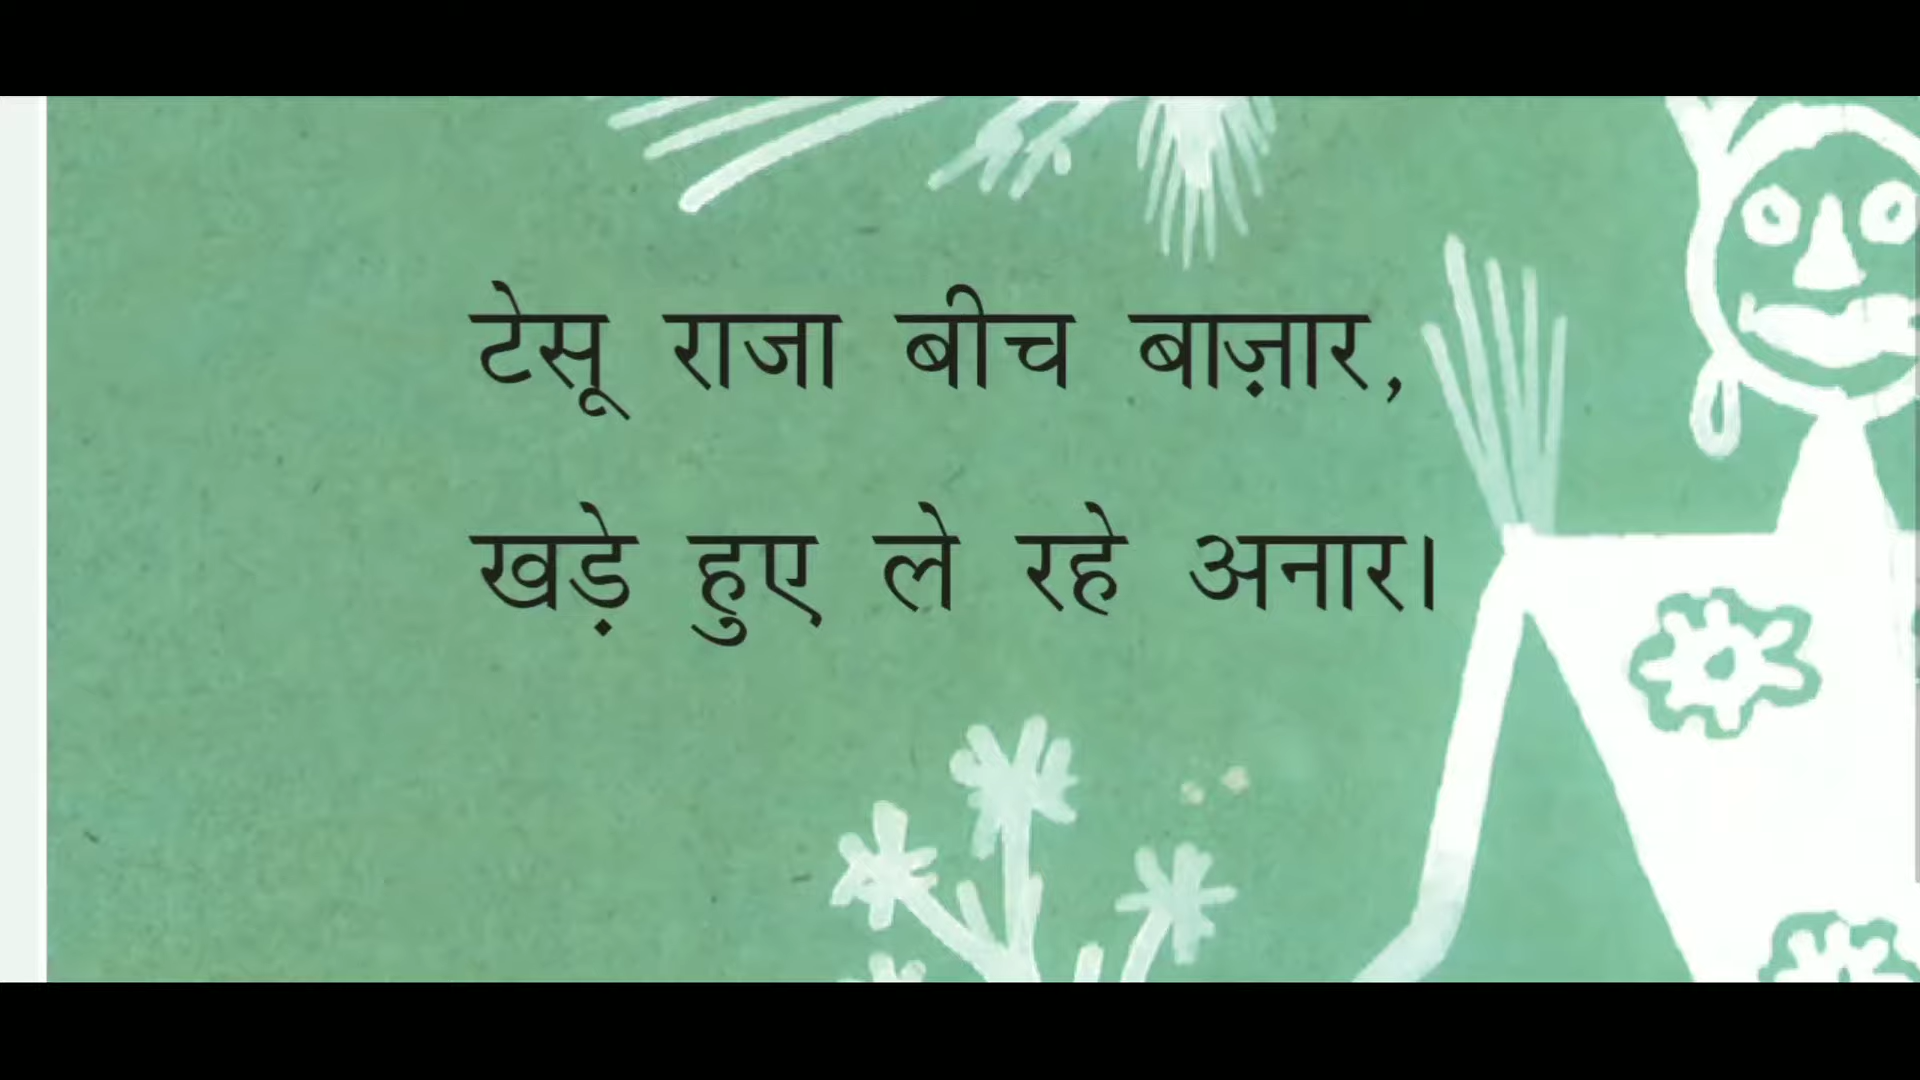 टेसू राजा बीच बाज़ार,
खड़े हुए ले रहे अनार।